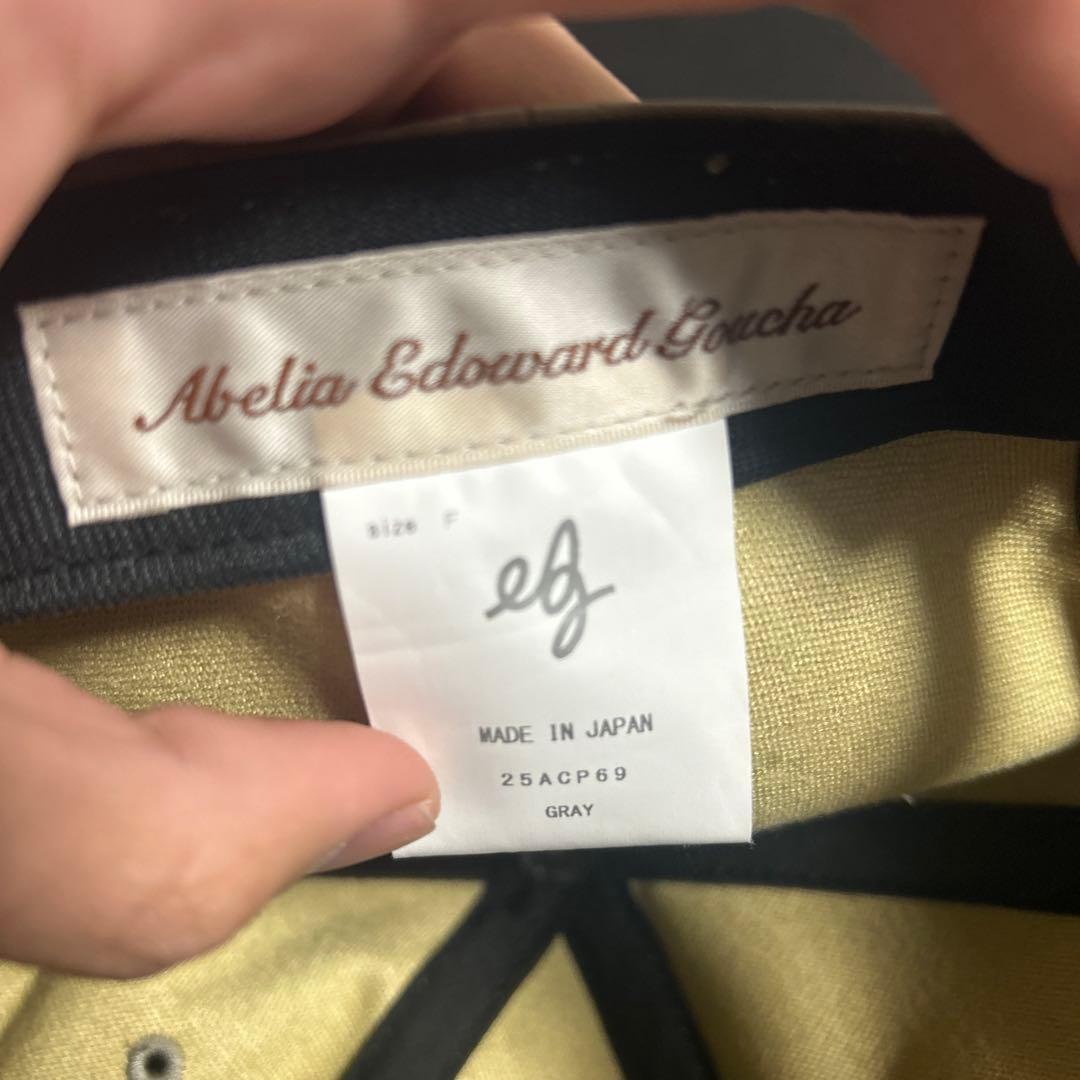 Abelia Edoward Goucha
size F
eg
MADE IN JAPAN
25ACP69
GRAY